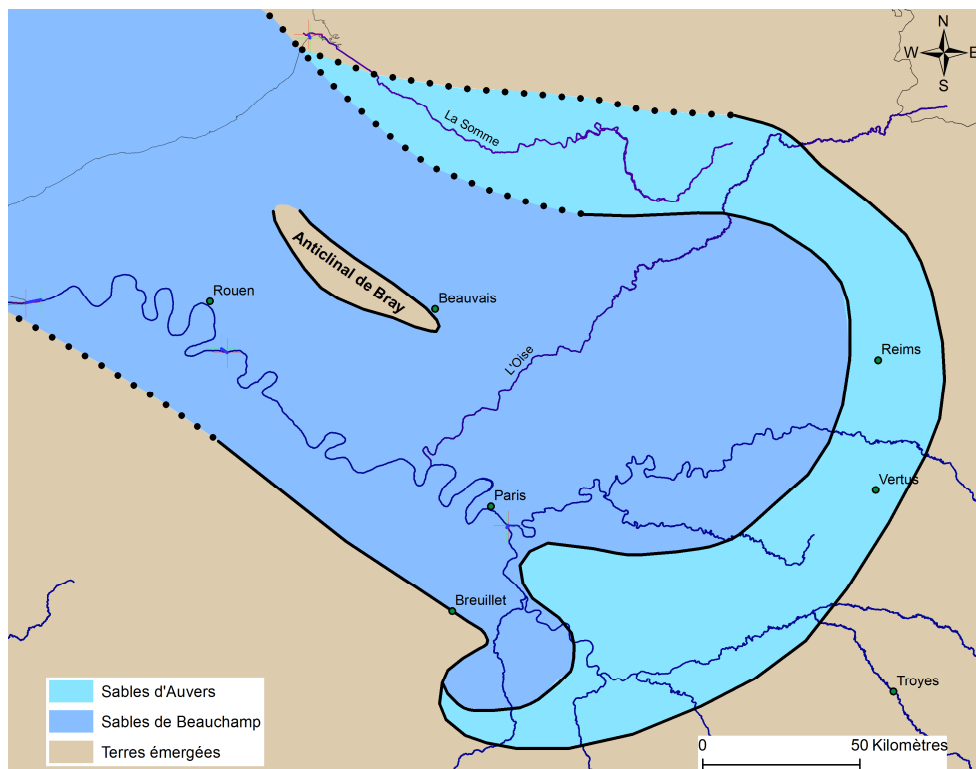 N
W E
S
La Somme
Anticlinal de Bray
Rouen
Beauvais
L'Oise
Reims
Vertus
Paris
Breuillet
Troyes
Sables d'Auvers
Sables de Beauchamp
Terres émergées
0 50 Kilomètres